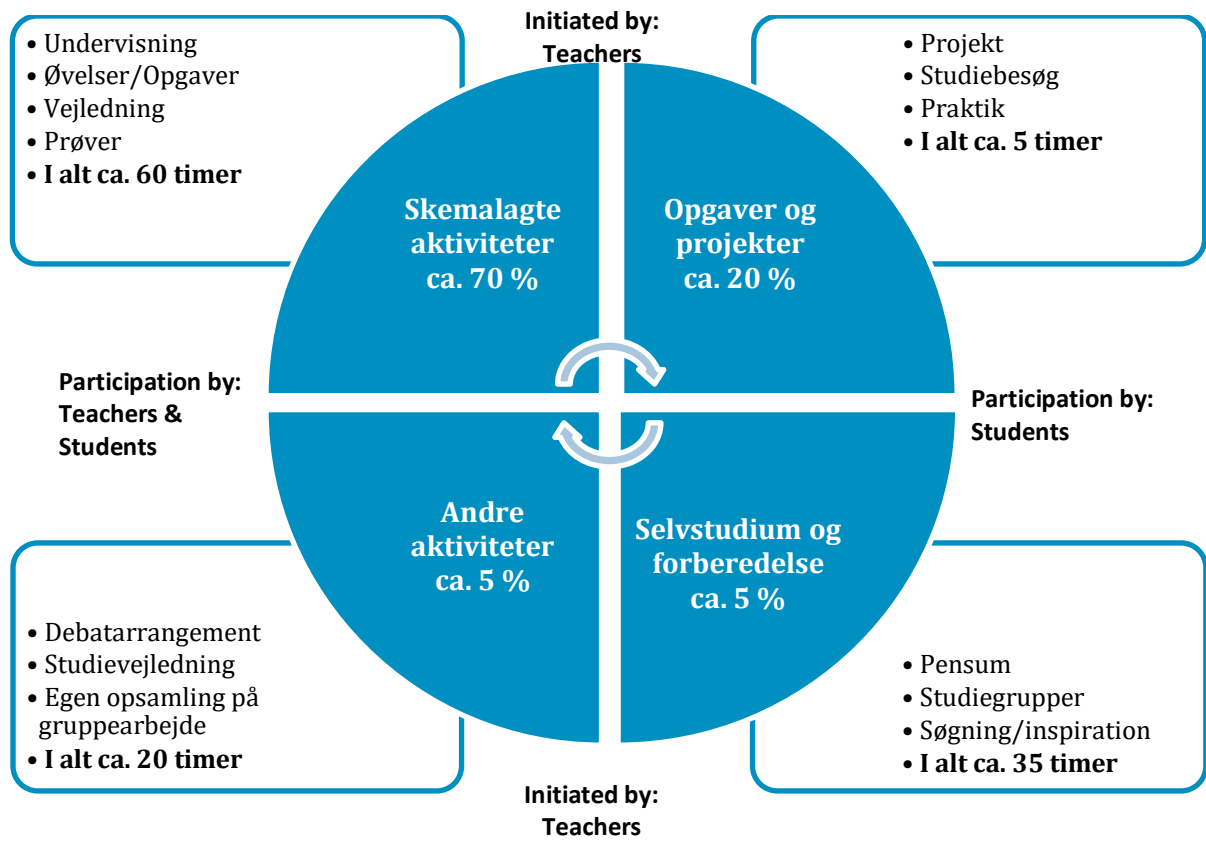 Initiated by:
Teachers
• Undervisning
• Øvelser/Opgaver
• Vejledning
• Prøver
• I alt ca. 60 timer
• Projekt
• Studiebesøg
• Praktik
• I alt ca. 5 timer
Skemalagte
aktiviteter
ca. 70 %
Opgaver og
projekter
ca. 20 %
Participation by:
Teachers &
Students
Participation by:
Students
Andre
aktiviteter
ca. 5 %
Selvstudium og
forberedelse
ca. 5 %
• Debatarrangement
• Studievejledning
• Egen opsamling på
gruppearbejde
• I alt ca. 20 timer
• Pensum
• Studiegrupper
• Søgning/inspiration
• I alt ca. 35 timer
Initiated by:
Teachers